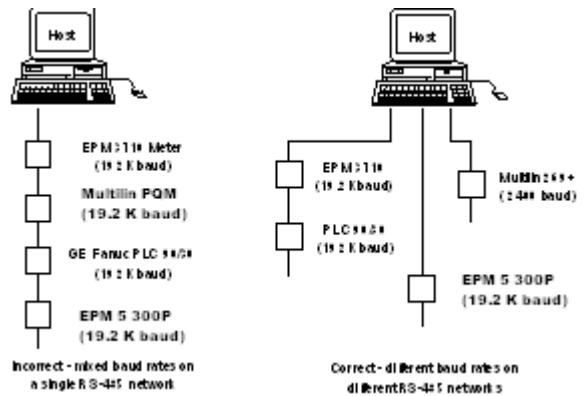 Host
EPM 3710 Meter
(19.2 K baud)
Multilin PQM
(19.2 K baud)
GE Fanuc PLC 90/30
(19.2 K baud)
EPM 5300P
(19.2 K baud)
Incorrect - mixed baud rates on
a single RS-485 network
Host
EPM 3710
(19.2 K baud)
PLC 90/30
(19.2 K baud)
Multilin 269+
(2400 baud)
EPM 5300P
(19.2 K baud)
Correct - different baud rates on
different RS-485 networks